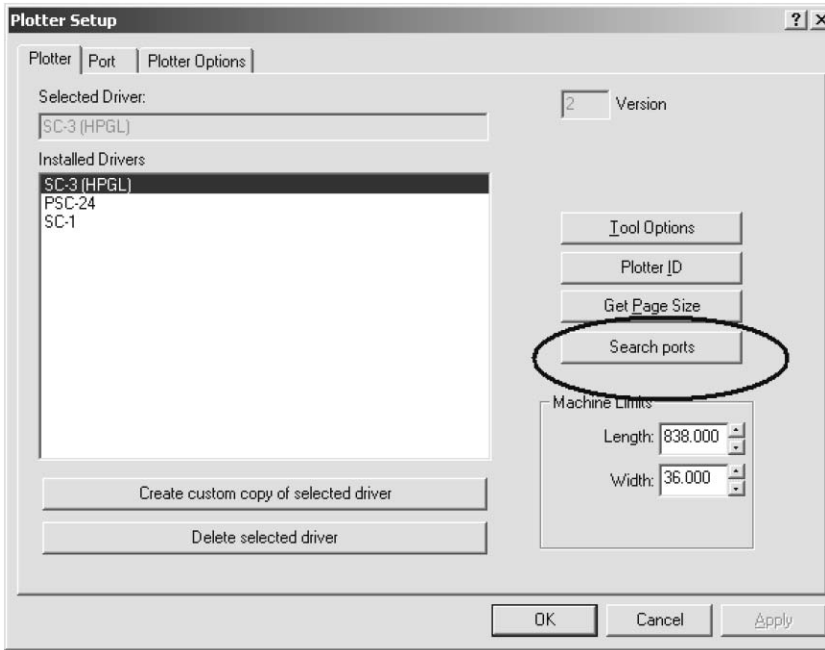 Plotter Setup
? ×
Plotter Port Plotter Options
Selected Driver:
SC-3 (HPGL)
2 Version
Installed Drivers
SC-3 (HPGL)
PSC-24
SC-1
Tool Options
Plotter ID
Get Page Size
Search ports
Machine Limits
Length: 838.000
Width: 36.000
Create custom copy of selected driver
Delete selected driver
OK Cancel Apply